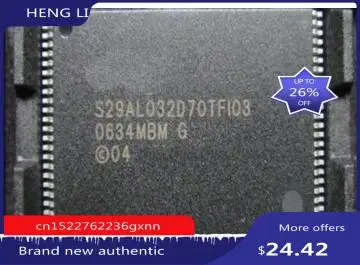 HENG LI
UP TO
26%
OFF
S29AL032D70TFI03
0634MBM G
©04
cn1522762236gxnn
More offers
Brand new authentic
$24.42